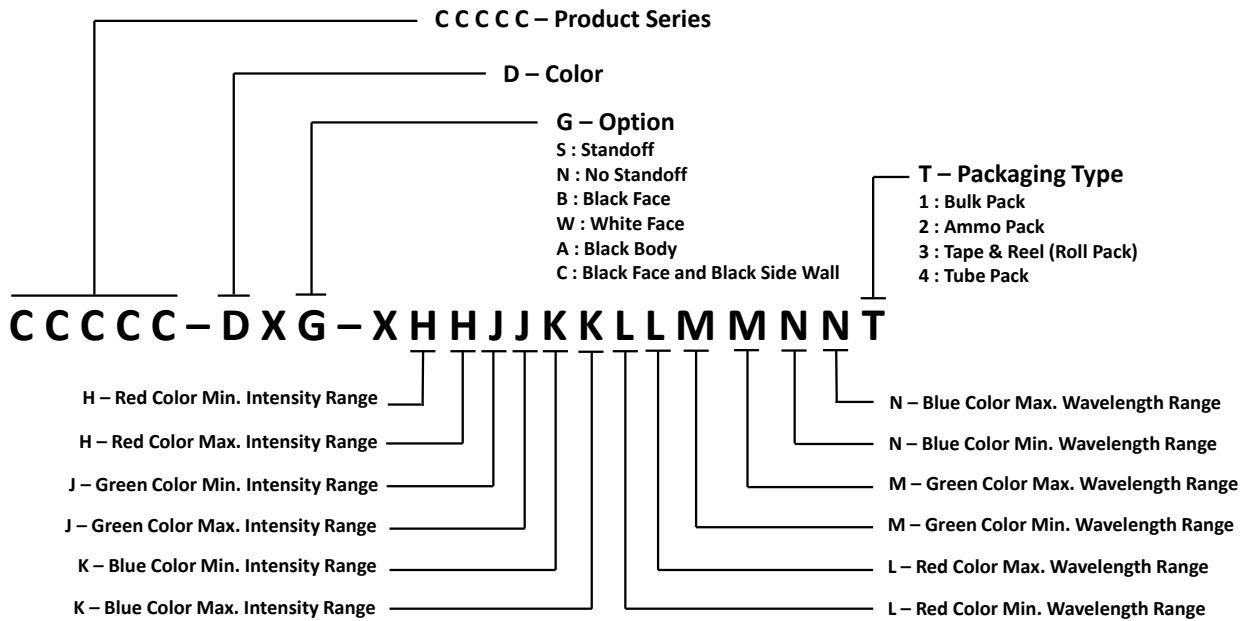 C C C C C – Product Series
D – Color
G – Option
S : Standoff
N : No Standoff
B : Black Face
W : White Face
A : Black Body
C : Black Face and Black Side Wall
T – Packaging Type
1 : Bulk Pack
2 : Ammo Pack
3 : Tape & Reel (Roll Pack)
4 : Tube Pack
C C C C C – D X G – X H H J J K K L L M M N N T
H – Red Color Min. Intensity Range
H – Red Color Max. Intensity Range
J – Green Color Min. Intensity Range
J – Green Color Max. Intensity Range
K – Blue Color Min. Intensity Range
K – Blue Color Max. Intensity Range
N – Blue Color Max. Wavelength Range
N – Blue Color Min. Wavelength Range
M – Green Color Max. Wavelength Range
M – Green Color Min. Wavelength Range
L – Red Color Max. Wavelength Range
L – Red Color Min. Wavelength Range